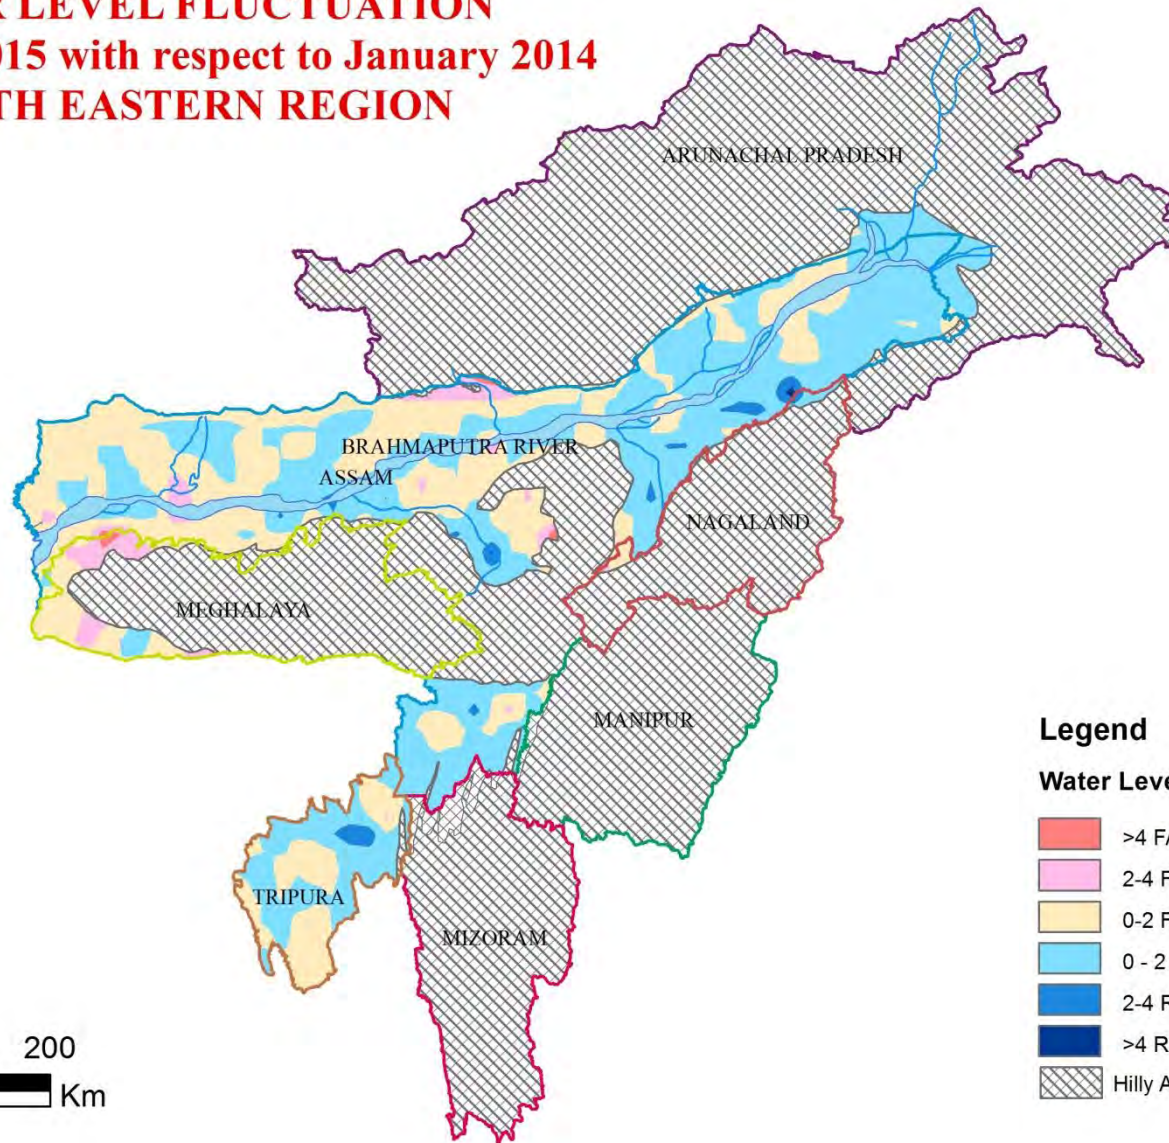 LEVEL FLUCTUATION
015 with respect to January 2014
TH EASTERN REGION
ARUNACHAL PRADESH
BRAHMAPUTRA RIVER
ASSAM
NAGALAND
MEGHALAYA
MANIPUR
TRIPURA
MIZORAM
Legend
Water Leve
>4 FA
2-4 F
0-2 F
0 - 2
2-4 R
>4 R
Hilly A
200
Km